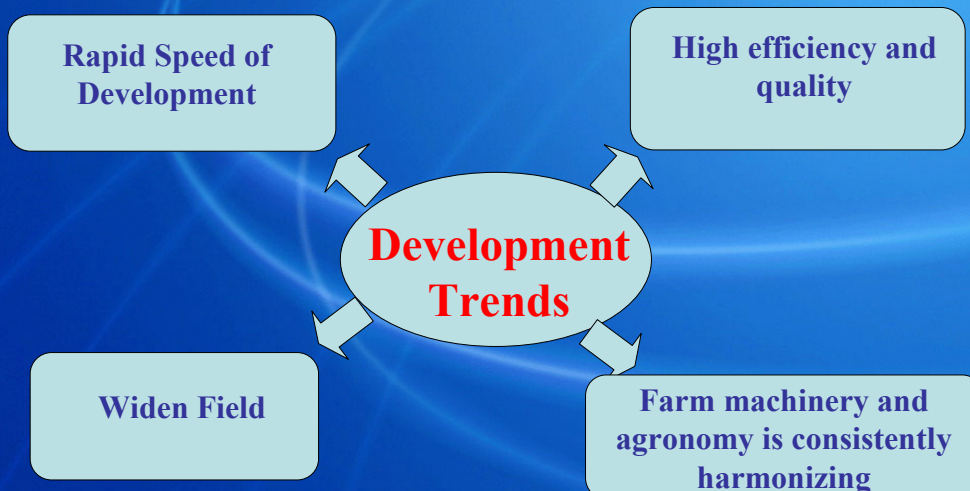 Rapid Speed of
Development
High efficiency and
quality
Development
Trends
Widen Field
Farm machinery and
agronomy is consistently
harmonizing